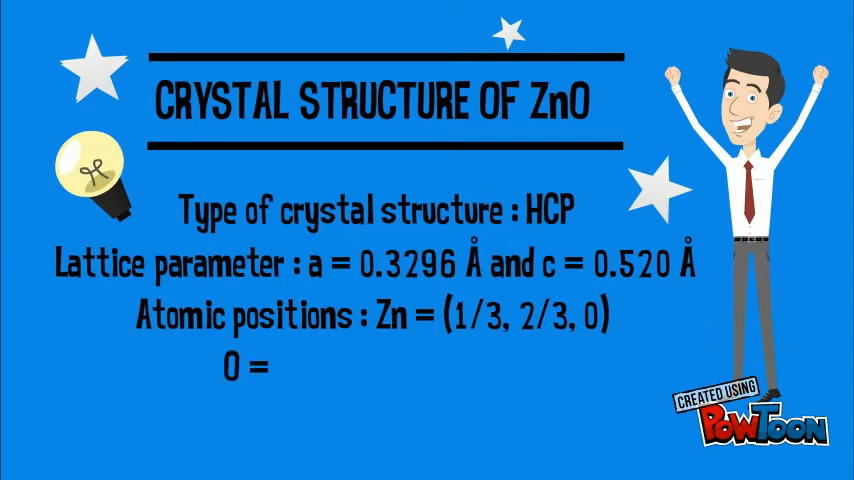 CRYSTAL STRUCTURE OF ZnO
Type of crystal structure : HCP
Lattice parameter : a = 0.3296 Å and c = 0.520 Å
Atomic positions : Zn = (1/3, 2/3, 0)
O =
CREATED USING
POWTOON